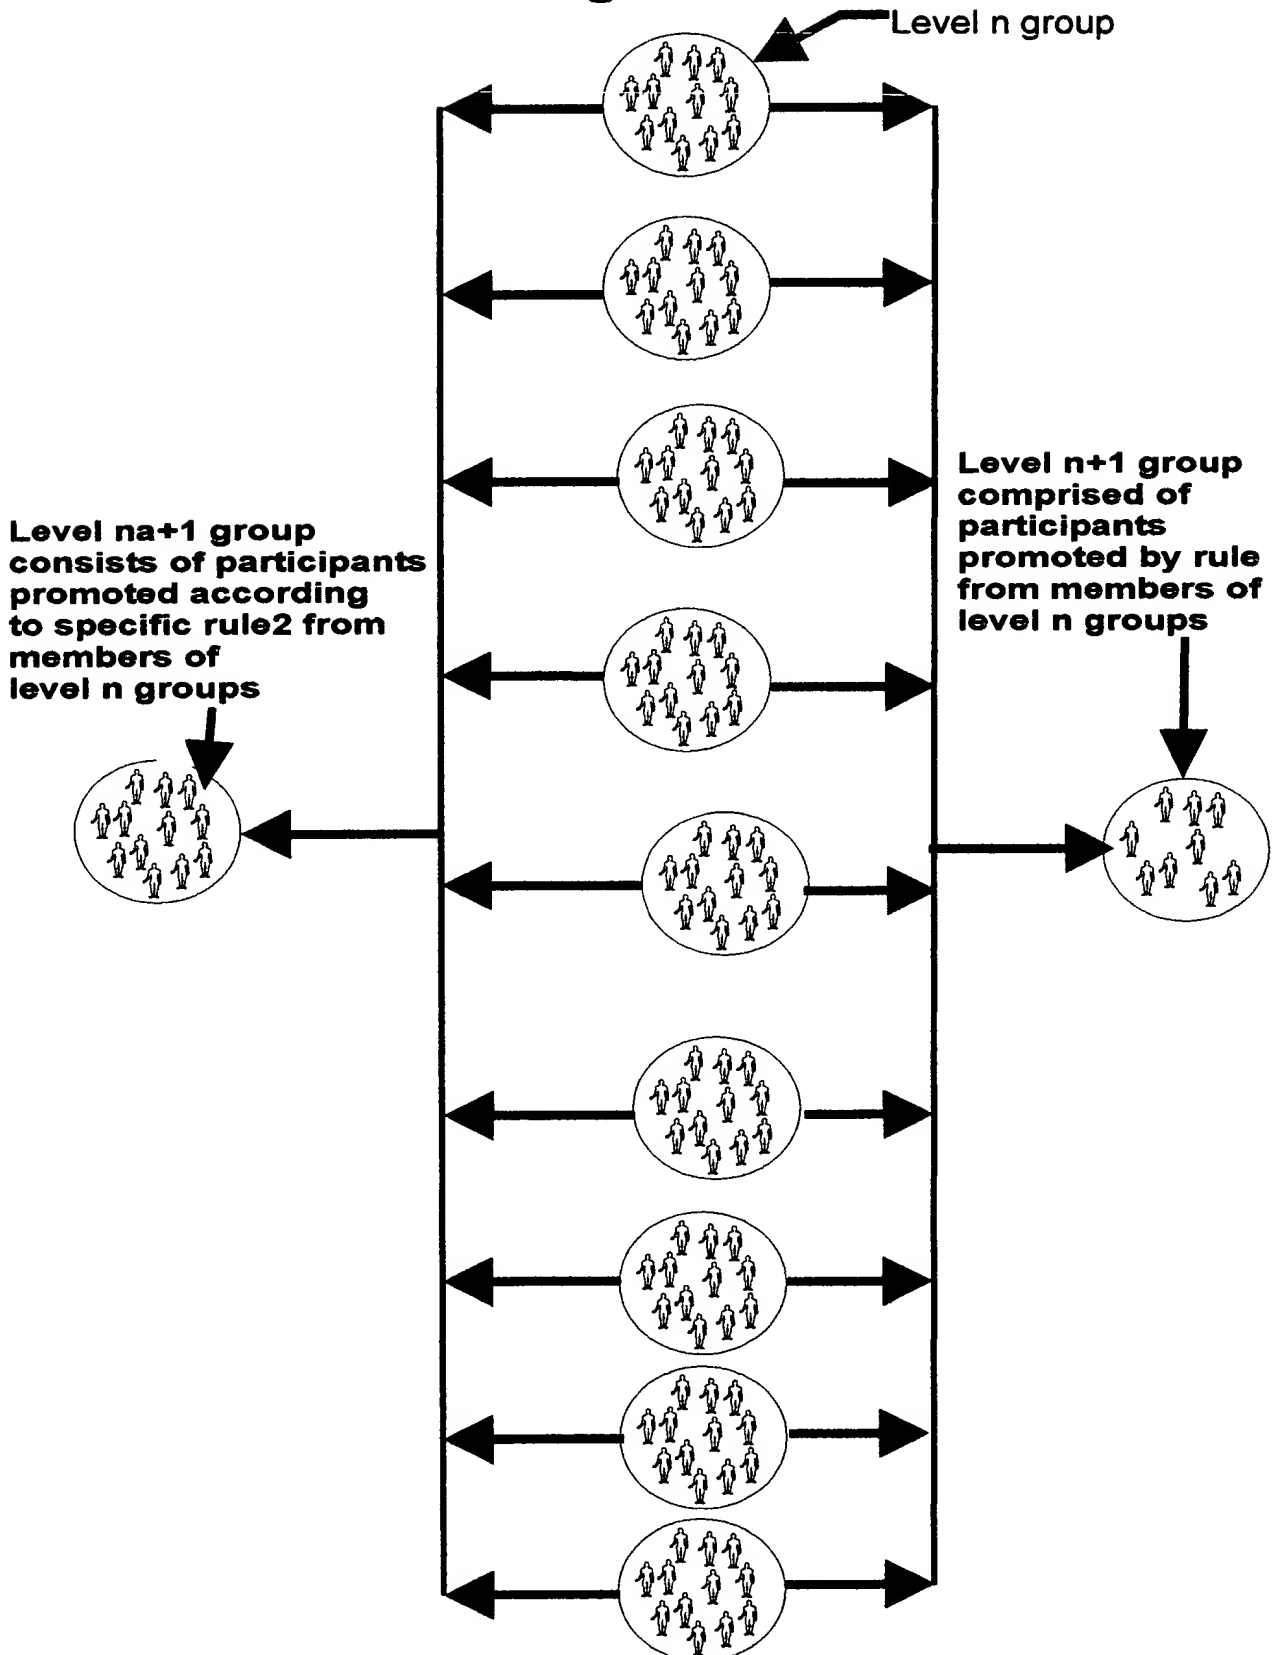 Level n group
Level n+1 group
comprised of
participants
promoted by rule
from members of
level n groups
Level na+1 group
consists of participants
promoted according
to specific rule2 from
members of
level n groups